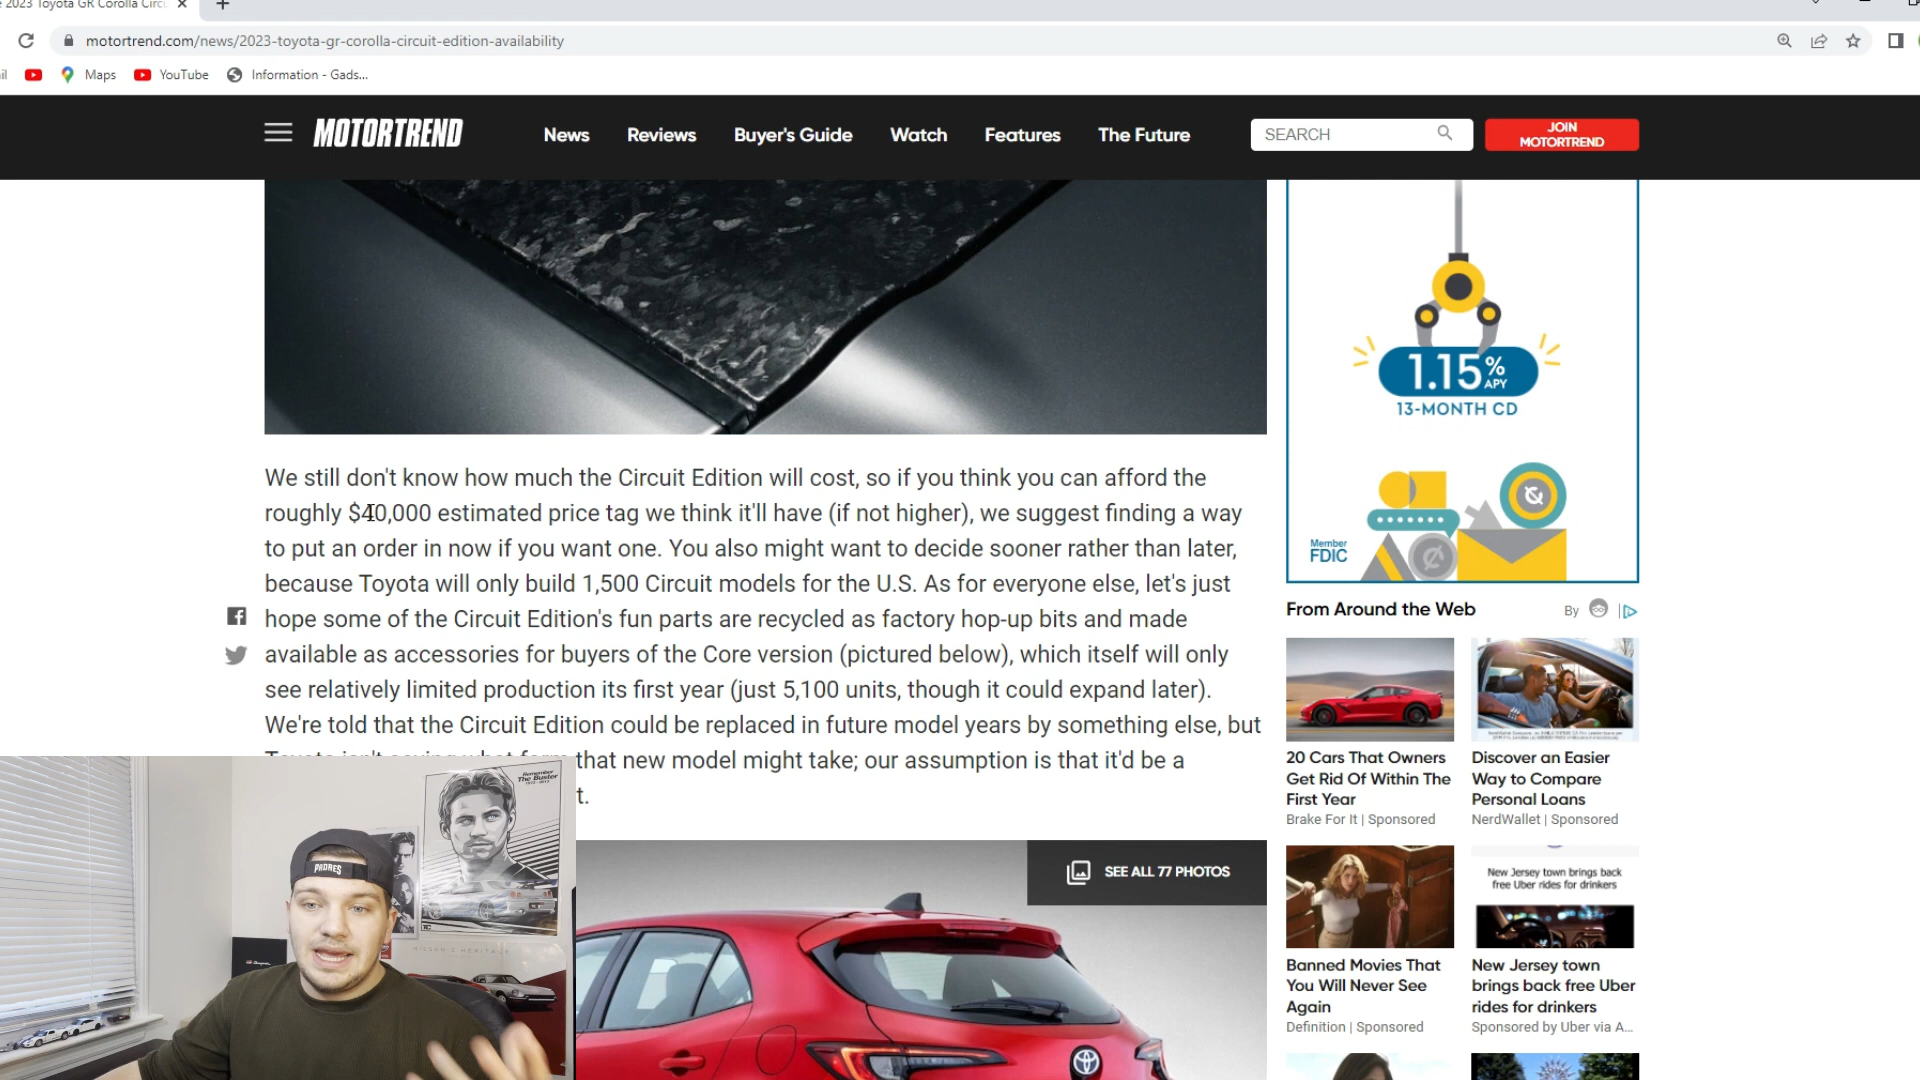 2023 Toyota GR Corolla Circ
motortrend.com/news/2023-toyota-gr-corolla-circuit-edition-availability
il
Maps
YouTube
Information - Gads...
MOTORTREND
News
Reviews
Buyer's Guide
Watch
Features
The Future
SEARCH
JOIN
MOTORTREND
1.15% APY
13-MONTH CD
Member
FDIC
We still don't know how much the Circuit Edition will cost, so if you think you can afford the
roughly $40,000 estimated price tag we think it'll have (if not higher), we suggest finding a way
to put an order in now if you want one. You also might want to decide sooner rather than later,
because Toyota will only build 1,500 Circuit models for the U.S. As for everyone else, let's just
hope some of the Circuit Edition's fun parts are recycled as factory hop-up bits and made
available as accessories for buyers of the Core version (pictured below), which itself will only
see relatively limited production its first year (just 5,100 units, though it could expand later).
We're told that the Circuit Edition could be replaced in future model years by something else, but
Toyota isn't saying what form that new model might take; our assumption is that it'd be a
t.
SEE ALL 77 PHOTOS
From Around the Web
By
20 Cars That Owners
Get Rid Of Within The
First Year
Brake For It | Sponsored
Discover an Easier
Way to Compare
Personal Loans
NerdWallet | Sponsored
Banned Movies That
You Will Never See
Again
Definition | Sponsored
New Jersey town brings back
free Uber rides for drinkers
New Jersey town
brings back free Uber
rides for drinkers
Sponsored by Uber via A...
Remember
The Buster
PADRES
NISSAN'S HERITAGE